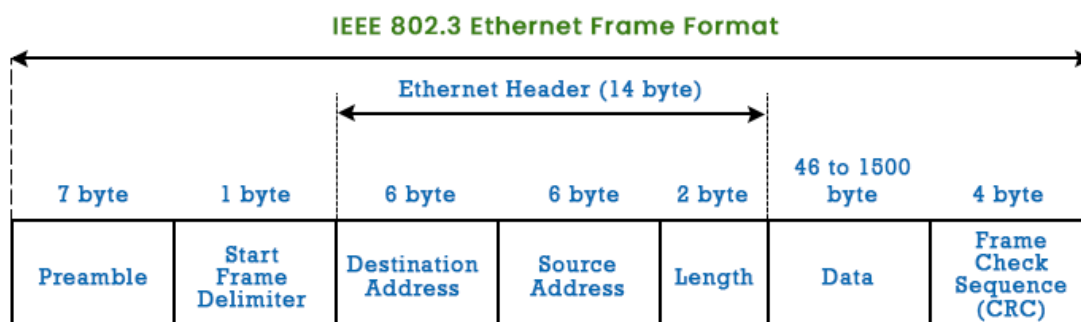 IEEE 802.3 Ethernet Frame Format
Ethernet Header (14 byte)
7 byte
1 byte
6 byte
6 byte
2 byte
46 to 1500
byte
4 byte
Preamble
Start
Frame
Delimiter
Destination
Address
Source
Address
Length
Data
Frame
Check
Sequence
(CRC)